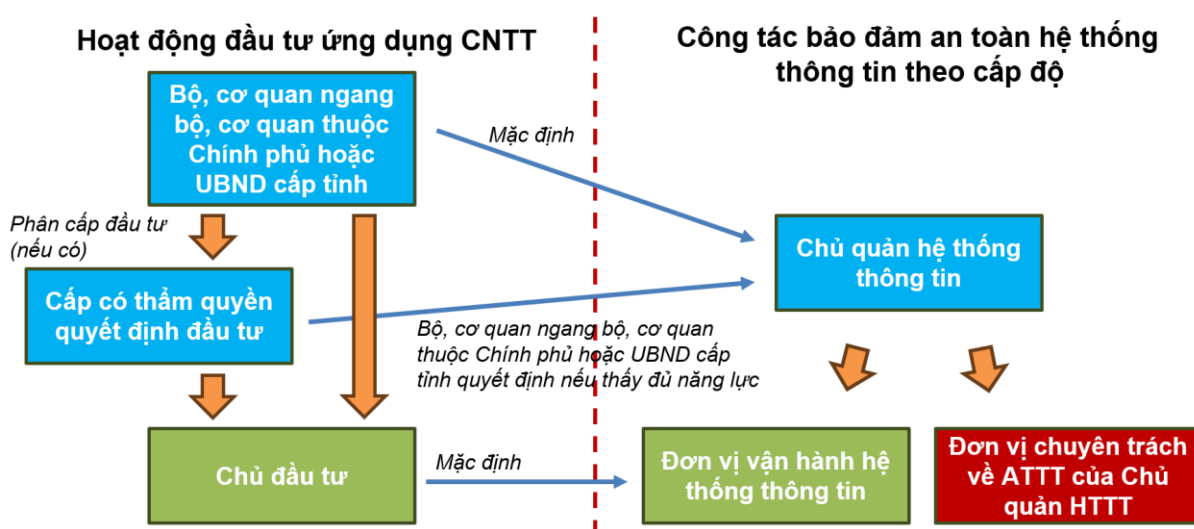 Hoạt động đầu tư ứng dụng CNTT
Công tác bảo đảm an toàn hệ thống
thông tin theo cấp độ
Bộ, cơ quan ngang
bộ, cơ quan thuộc
Chính phủ hoặc
UBND cấp tỉnh
Mặc định
Phân cấp đầu tư
(nếu có)
Chủ quản hệ thống
thông tin
Cấp có thẩm quyền
quyết định đầu tư
Bộ, cơ quan ngang bộ, cơ quan
thuộc Chính phủ hoặc UBND cấp
tỉnh quyết định nếu thấy đủ năng lực
Chủ đầu tư
Mặc định
Đơn vị vận hành hệ
thống thông tin
Đơn vị chuyên trách
về ATTT của Chủ
quản HTTT